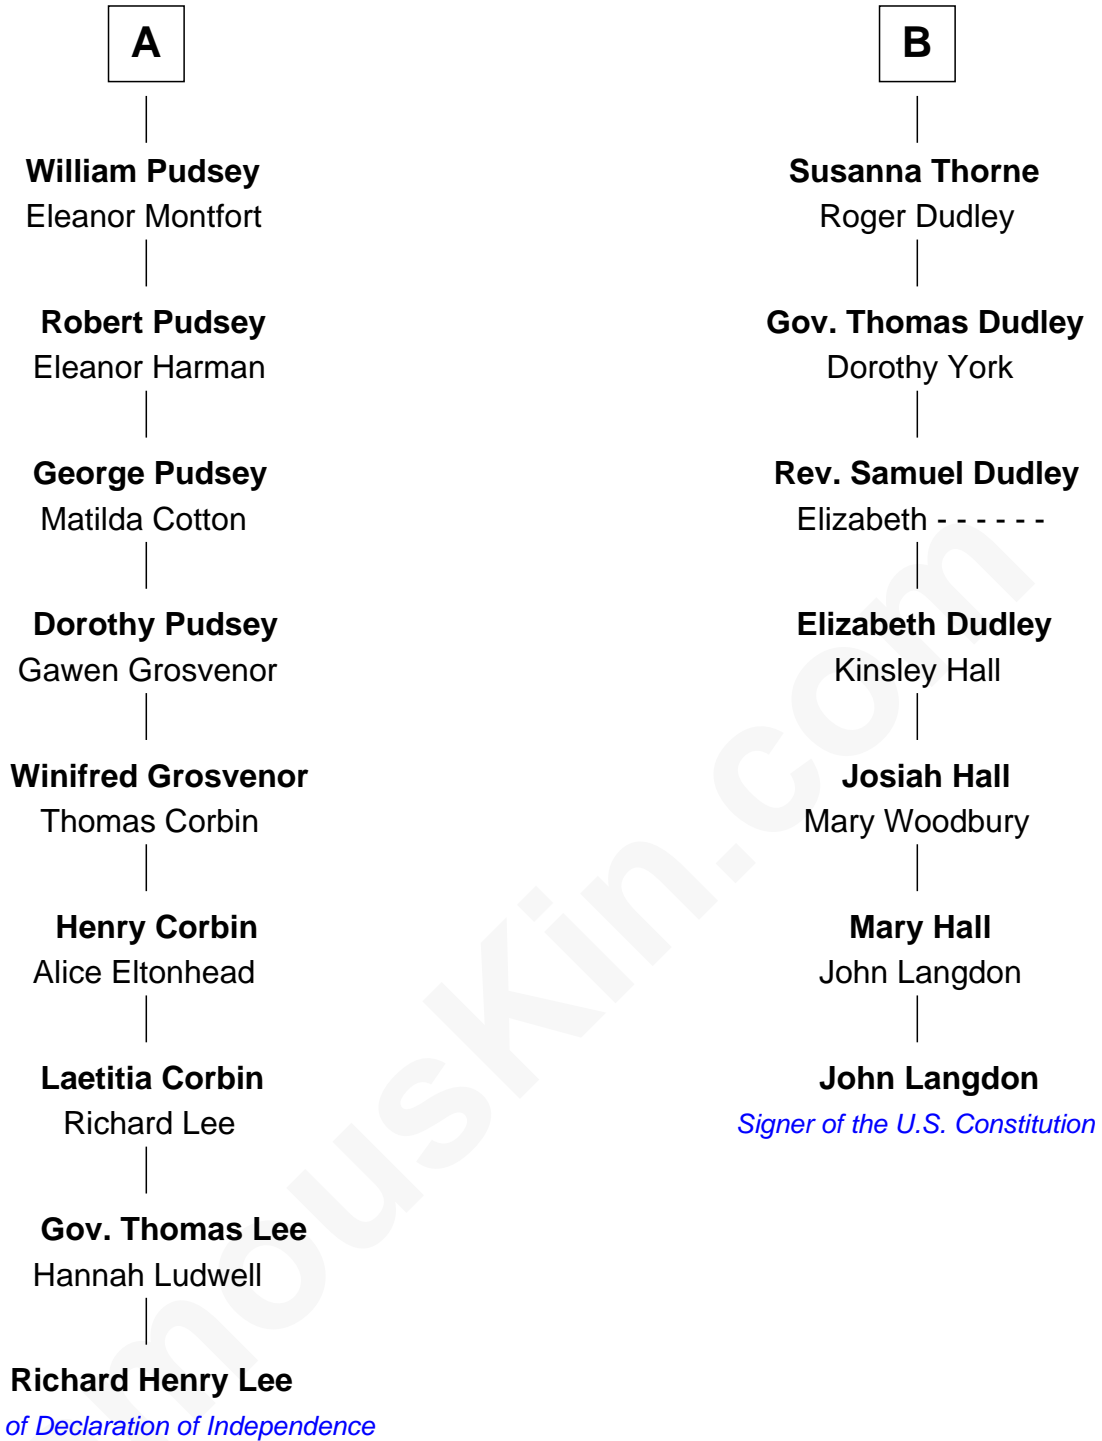 A
William Pudsey
Eleanor Montfort
Robert Pudsey
Eleanor Harman
George Pudsey
Matilda Cotton
Dorothy Pudsey
Gawen Grosvenor
Winifred Grosvenor
Thomas Corbin
Henry Corbin
Alice Eltonhead
Laetitia Corbin
Richard Lee
Gov. Thomas Lee
Hannah Ludwell
Richard Henry Lee
of Declaration of Independence
B
Susanna Thorne
Roger Dudley
Gov. Thomas Dudley
Dorothy York
Rev. Samuel Dudley
Elizabeth - - - - - -
Elizabeth Dudley
Kinsley Hall
Josiah Hall
Mary Woodbury
Mary Hall
John Langdon
John Langdon
Signer of the U.S. Constitution
mouskin.com